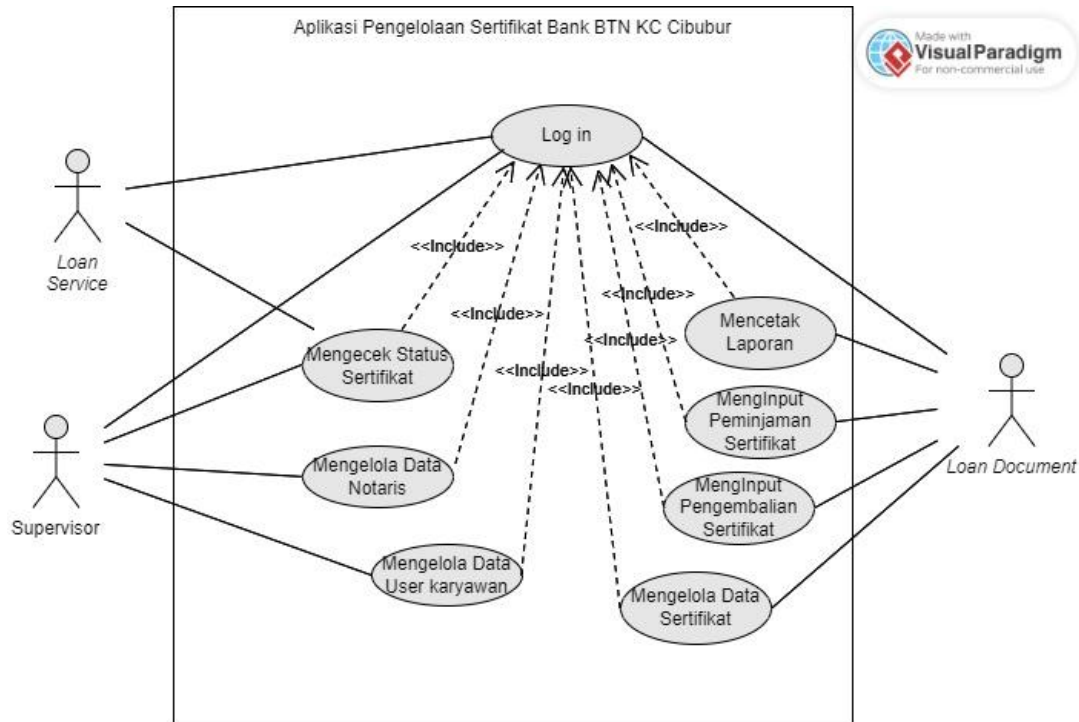 Aplikasi Pengelolaan Sertifikat Bank BTN KC Cibubur
Made with
Visual Paradigm
For non-commercial use
Log in
Loan
Service
<<Include>>
<<Include>>
<<Include>>
<<Include>>
<<Include>>
<<Include>>
<<Include>>
Mengecek Status
Sertifikat
Mencetak
Laporan
MengInput
Peminjaman
Sertifikat
Supervisor
Mengelola Data
Notaris
Loan Document
MengInput
Pengembalian
Sertifikat
Mengelola Data
User karyawan
Mengelola Data
Sertifikat